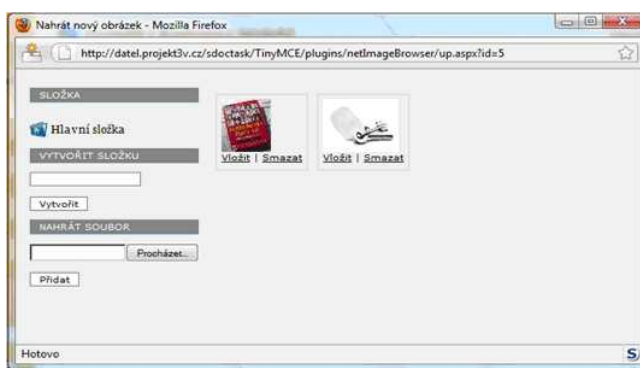 Nahrát nový obrázek - Mozilla Firefox
http://datel.projekt3v.cz/sdoctask/TinyMCE/plugins/netImageBrowser/up.aspx?id=5
SLOŽKA
Hlavní složka
VYTVOŘIT SLOŽKU
Vytvořit
NAHRÁT SOUBOR
Procházet...
Přidat
Vložit | Smazat
Vložit | Smazat
Hotovo
S